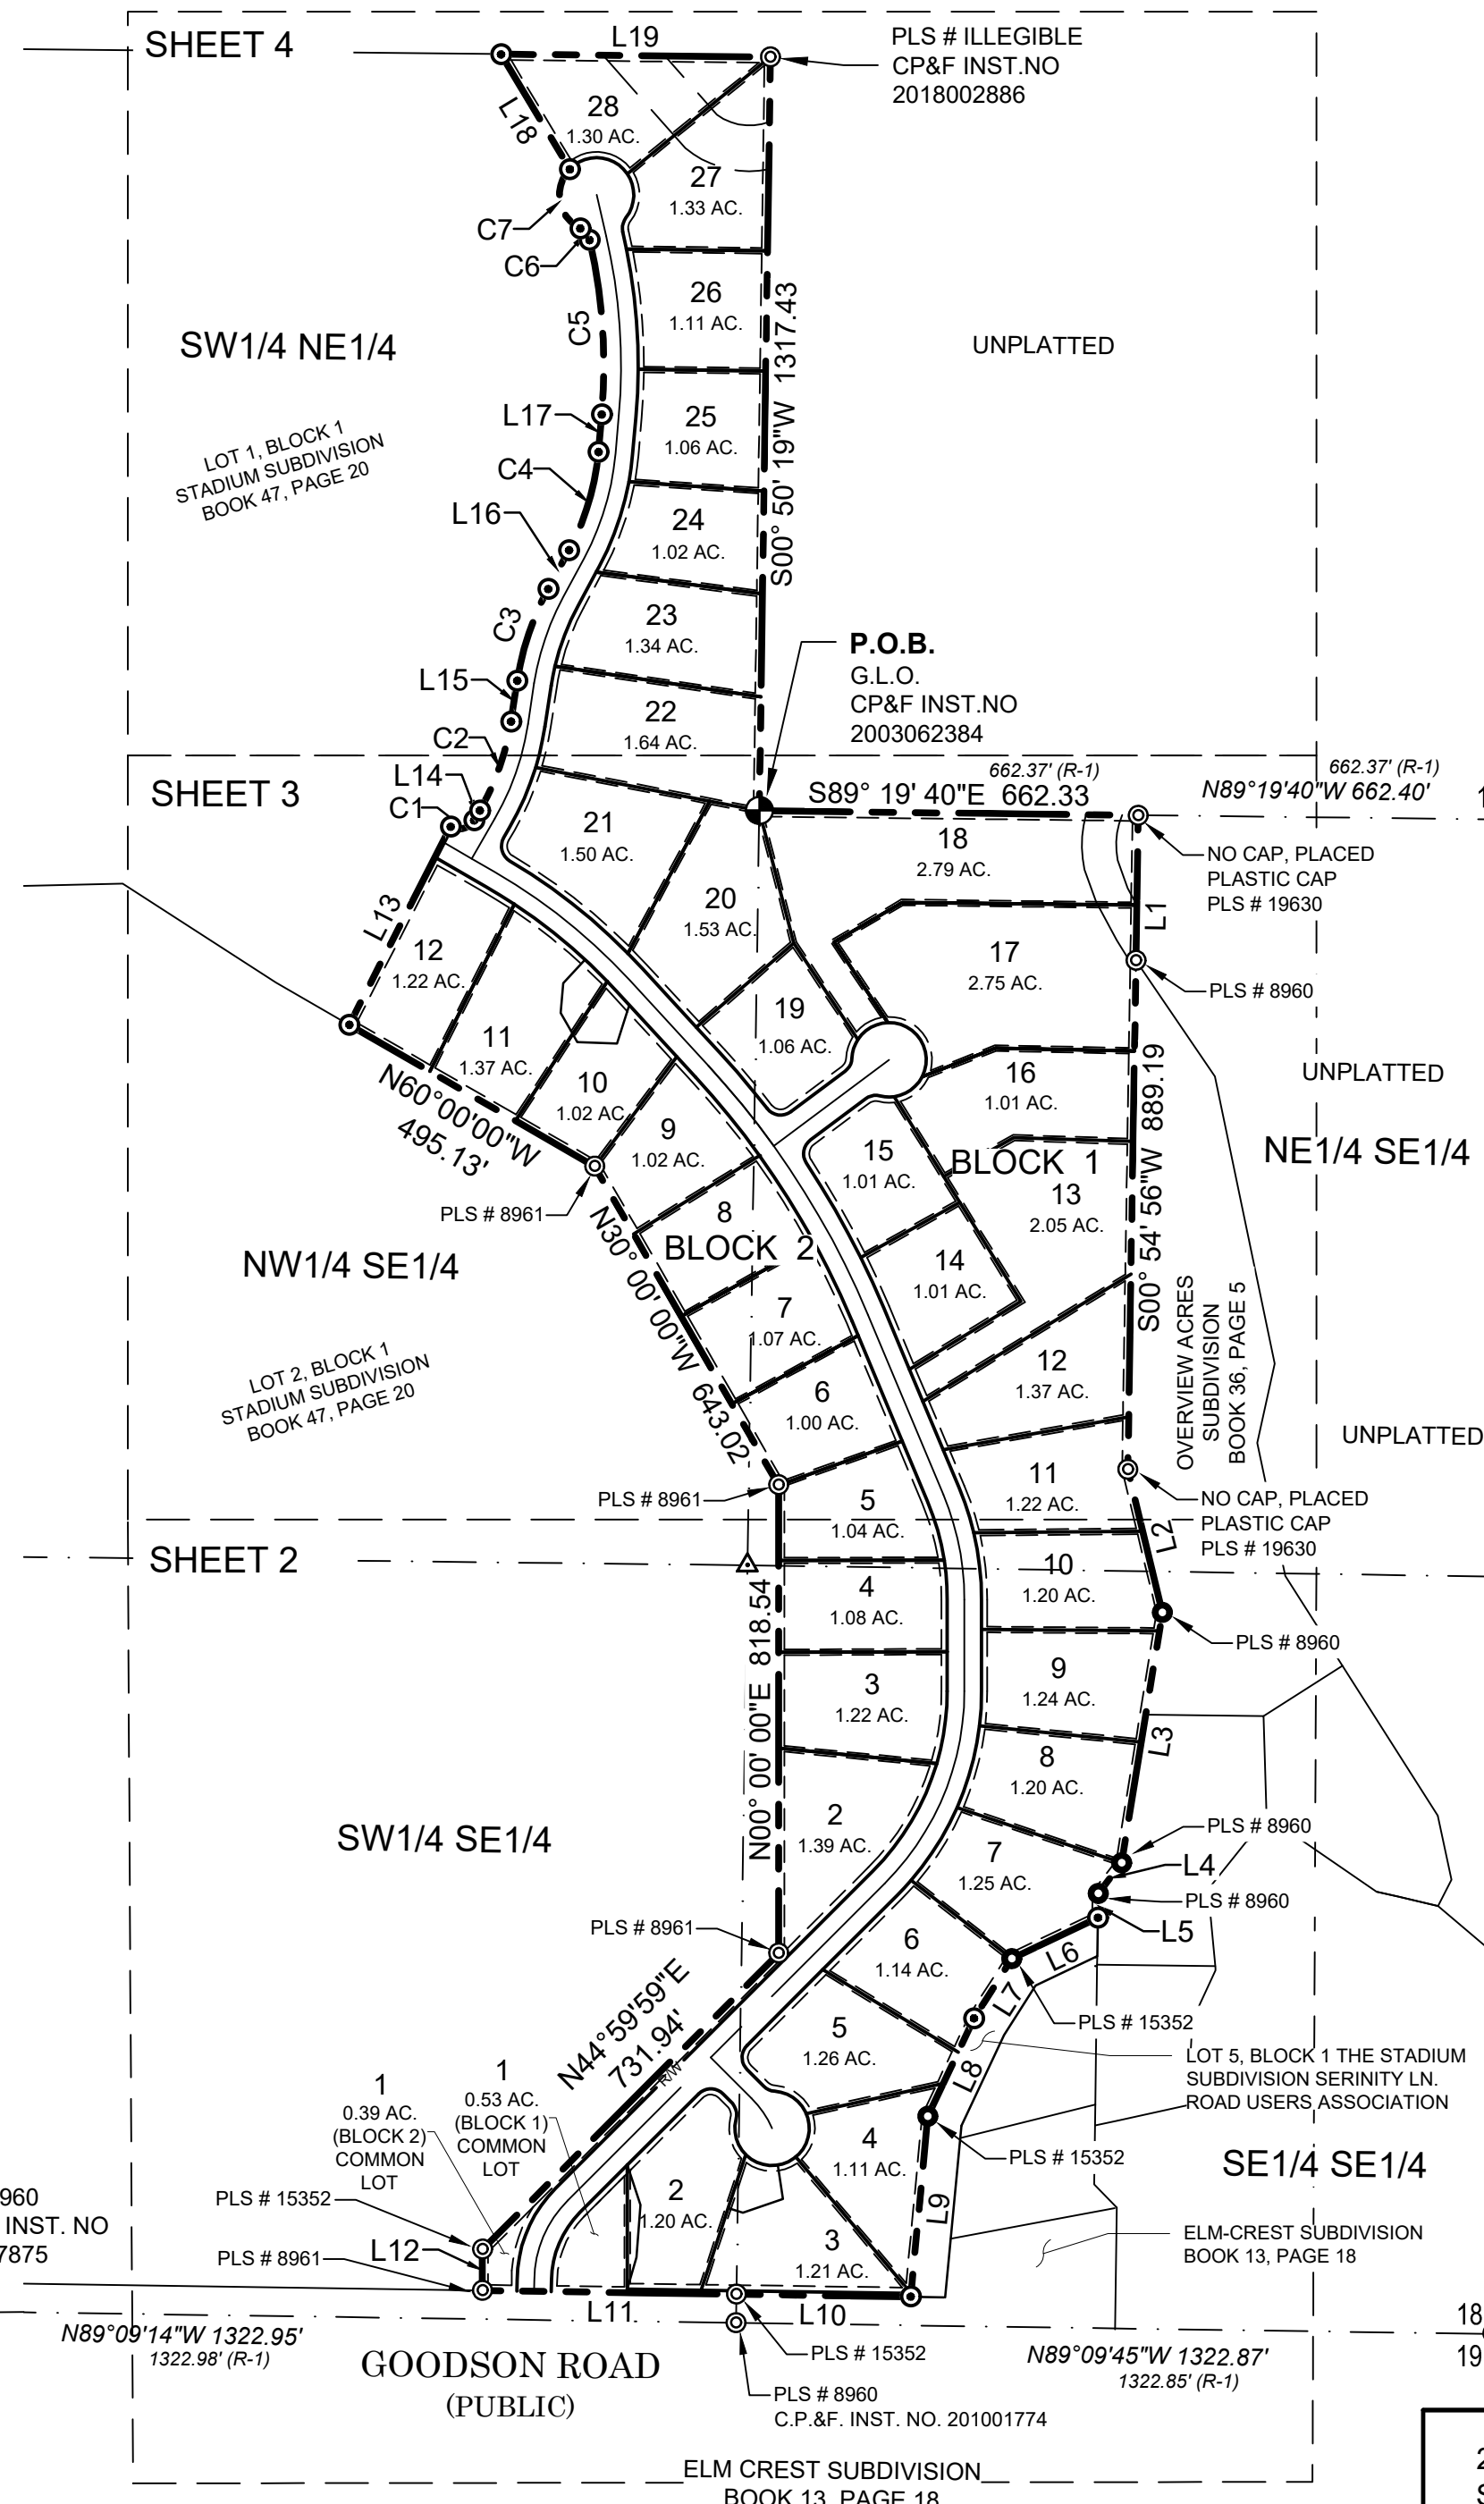 SHEET 4
L19
PLS # ILLEGIBLE
CP&F INST.NO
2018002886
L18
28
1.30 AC.
27
1.33 AC.
C7
C6
26
1.11 AC.
C5
SW1/4 NE1/4
UNPLATTED
S00° 50' 19"W 1317.43
25
1.06 AC.
L17
C4
LOT 1, BLOCK 1
STADIUM SUBDIVISION
BOOK 47, PAGE 20
L16
24
1.02 AC.
23
1.34 AC.
C3
P.O.B.
G.L.O.
CP&F INST.NO
2003062384
L15
22
1.64 AC.
C2
SHEET 3
L14
C1
662.37' (R-1)
S89° 19' 40"E 662.33
662.37' (R-1)
N89°19'40"W 662.40'
1
21
1.50 AC.
18
2.79 AC.
NO CAP, PLACED
PLASTIC CAP
PLS # 19630
20
1.53 AC.
L1
L13
12
1.22 AC.
17
2.75 AC.
PLS # 8960
19
1.06 AC.
11
1.37 AC.
10
1.02 AC.
N60°00'00"W
495.13'
16
1.01 AC.
UNPLATTED
S00° 54' 56"W 889.19
9
1.02 AC.
15
1.01 AC.
BLOCK 1
NE1/4 SE1/4
13
2.05 AC.
PLS # 8961
8
BLOCK 2
N30° 00' 00"W 643.02
NW1/4 SE1/4
14
1.01 AC.
7
1.07 AC.
OVERVIEW ACRES
SUBDIVISION
BOOK 36, PAGE 5
LOT 2, BLOCK 1
STADIUM SUBDIVISION
BOOK 47, PAGE 20
12
1.37 AC.
6
1.00 AC.
UNPLATTED
11
1.22 AC.
PLS # 8961
5
1.04 AC.
NO CAP, PLACED
PLASTIC CAP
PLS # 19630
L2
SHEET 2
10
1.20 AC.
4
1.08 AC.
PLS # 8960
N00° 00' 00"E 818.54
9
1.24 AC.
3
1.22 AC.
L3
8
1.20 AC.
SW1/4 SE1/4
2
1.39 AC.
PLS # 8960
7
1.25 AC.
L4
PLS # 8960
PLS # 8961
L5
6
1.14 AC.
L6
N44°59'59"E
731.94'
R/W
L7
PLS # 15352
5
1.26 AC.
LOT 5, BLOCK 1 THE STADIUM
SUBDIVISION SERINITY LN.
ROAD USERS ASSOCIATION
L8
1
0.39 AC.
(BLOCK 2)
COMMON
LOT
1
0.53 AC.
(BLOCK 1)
COMMON
LOT
4
1.11 AC.
PLS # 15352
SE1/4 SE1/4
2
1.20 AC.
960
INST. NO
7875
PLS # 15352
L9
PLS # 8961
L12
3
1.21 AC.
ELM-CREST SUBDIVISION
BOOK 13, PAGE 18
L11
L10
18
19
N89°09'14"W 1322.95'
1322.98' (R-1)
PLS # 15352
N89°09'45"W 1322.87'
1322.85' (R-1)
GOODSON ROAD
(PUBLIC)
PLS # 8960
C.P.&F. INST. NO. 201001774
ELM CREST SUBDIVISION
BOOK 13, PAGE 18
2